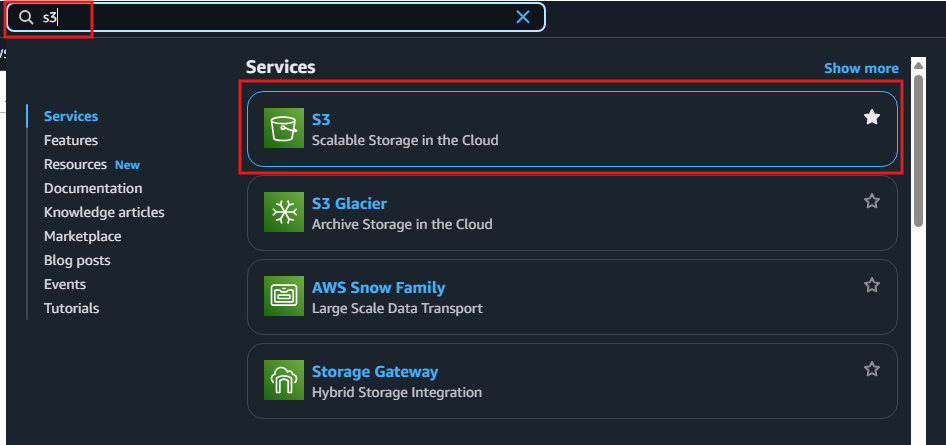 s3
Services
Show more
Services
Features
Resources New
Documentation
Knowledge articles
Marketplace
Blog posts
Events
Tutorials
S3
Scalable Storage in the Cloud
S3 Glacier
Archive Storage in the Cloud
AWS Snow Family
Large Scale Data Transport
Storage Gateway
Hybrid Storage Integration